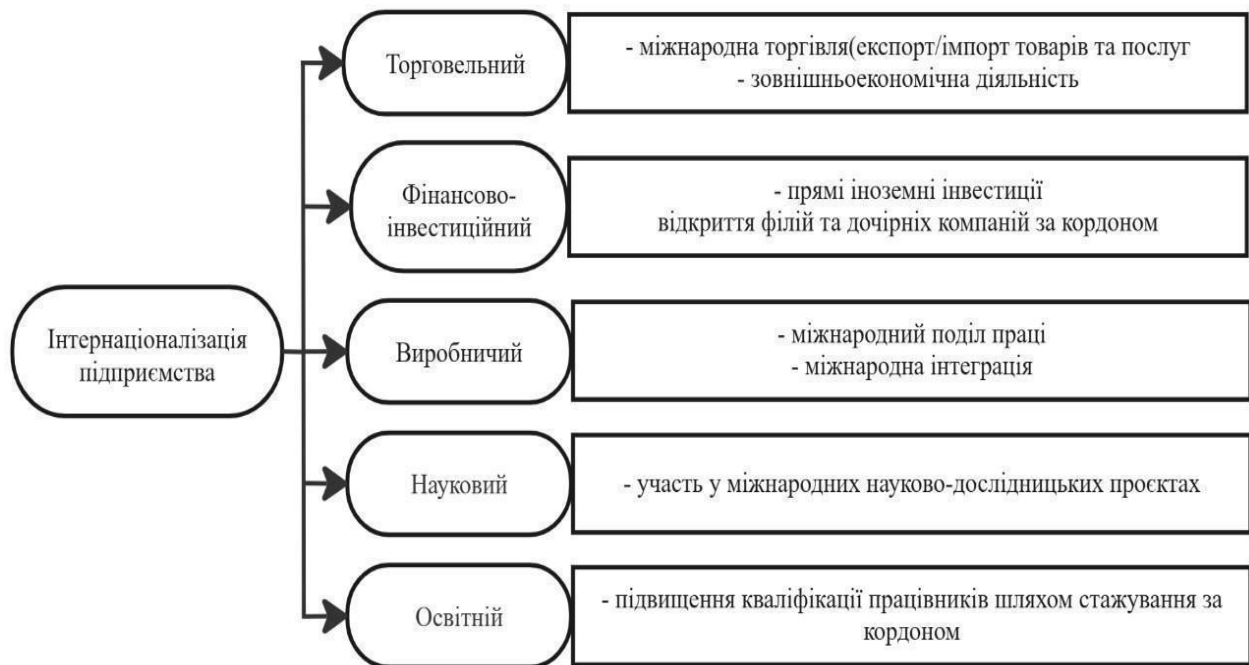 Інтернаціоналізація
підприємства
Торговельний
- міжнародна торгівля(експорт/імпорт товарів та послуг
- зовнішньоекономічна діяльність
Фінансово-
інвестиційний
- прямі іноземні інвестиції
відкриття філій та дочірніх компаній за кордоном
Виробничий
- міжнародний поділ праці
- міжнародна інтеграція
Науковий
- участь у міжнародних науково-дослідницьких проєктах
Освітній
- підвищення кваліфікації працівників шляхом стажування за
кордоном